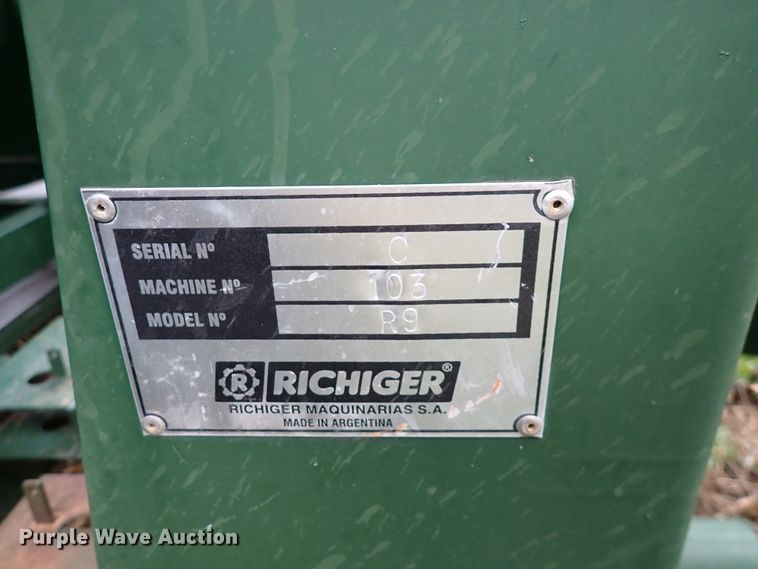 SERIAL Nº C
MACHINE Nº 103
MODEL Nº R9
R RICHIGER®
RICHIGER MAQUINARIAS S.A.
MADE IN ARGENTINA
Purple Wave Auction